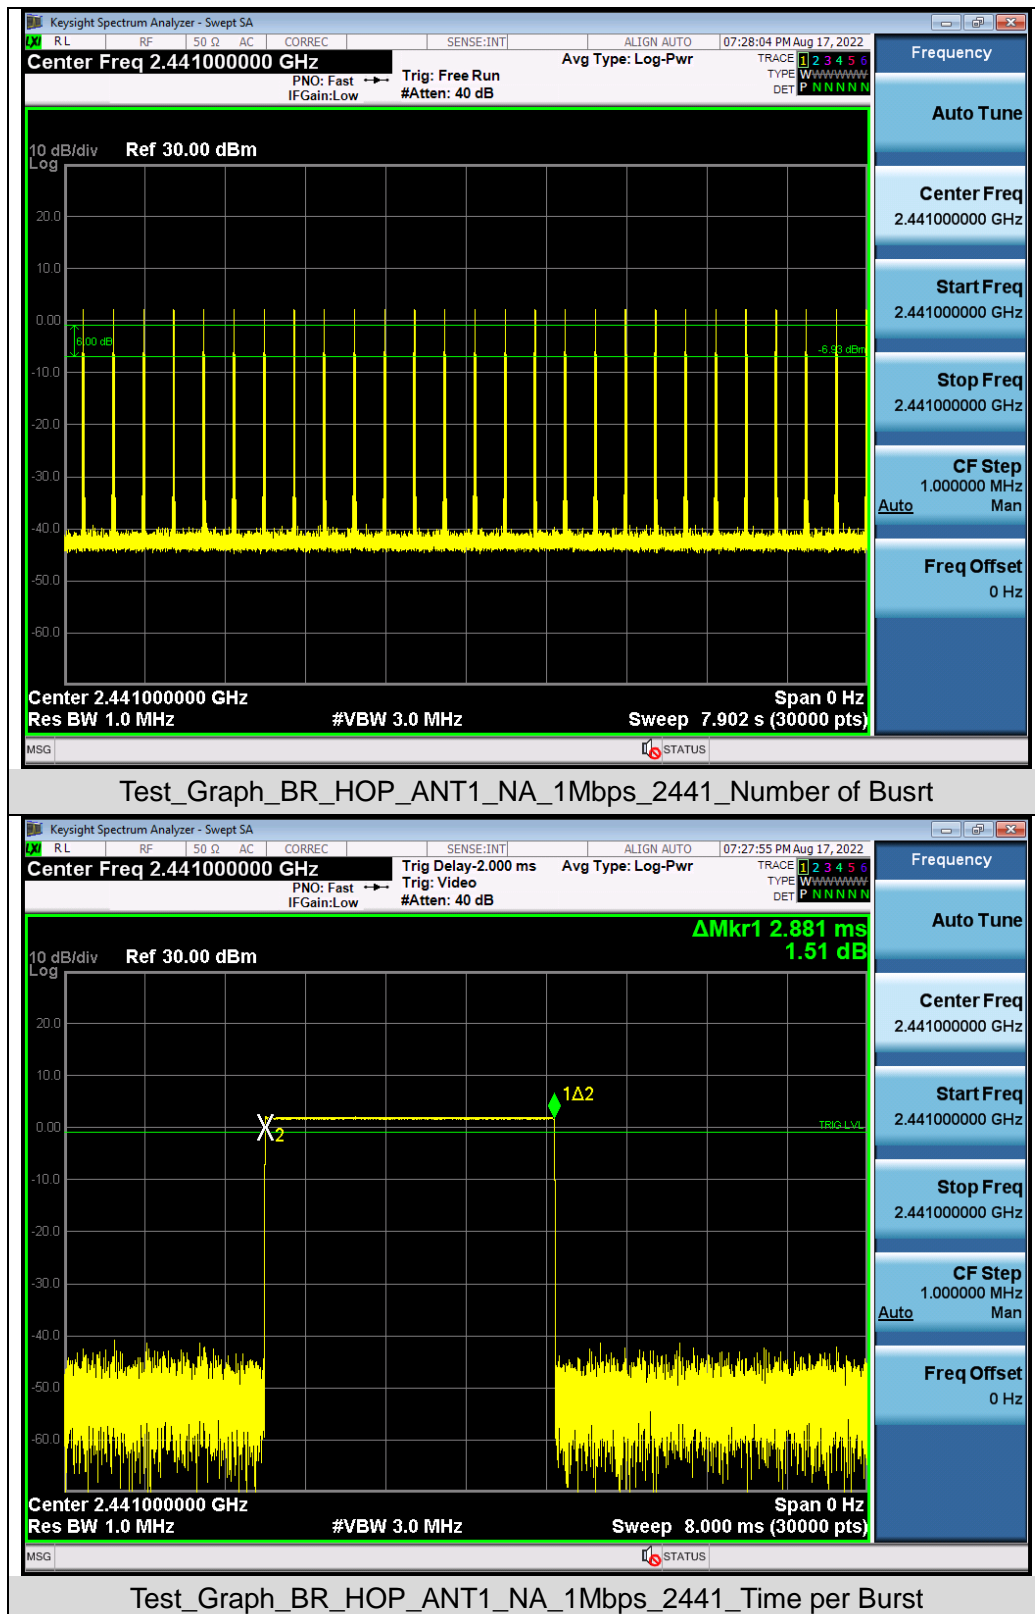 Keysight Spectrum Analyzer - Swept SA
LXI RL RF 50 Ω AC CORREC SENSE:INT ALIGN AUTO 07:28:04 PM Aug 17, 2022
Center Freq 2.441000000 GHz Avg Type: Log-Pwr TRACE 1 2 3 4 5 6
PNO: Fast Trig: Free Run TYPE WWWWWW
IFGain:Low #Atten: 40 dB DET P N N N N N
Frequency
Auto Tune
Center Freq
2.441000000 GHz
Start Freq
2.441000000 GHz
Stop Freq
2.441000000 GHz
CF Step
1.000000 MHz
Auto Man
Freq Offset
0 Hz
10 dB/div Ref 30.00 dBm
Log
20.0
10.0
0.00
6.00 dB
-6.93 dBm
-10.0
-20.0
-30.0
-40.0
-50.0
-60.0
Center 2.441000000 GHz Span 0 Hz
Res BW 1.0 MHz #VBW 3.0 MHz Sweep 7.902 s (30000 pts)
MSG STATUS
Test_Graph_BR_HOP_ANT1_NA_1Mbps_2441_Number of Busrt
Keysight Spectrum Analyzer - Swept SA
LXI RL RF 50 Ω AC CORREC SENSE:INT ALIGN AUTO 07:27:55 PM Aug 17, 2022
Center Freq 2.441000000 GHz Trig Delay-2.000 ms Avg Type: Log-Pwr TRACE 1 2 3 4 5 6
PNO: Fast Trig: Video TYPE WWWWWW
IFGain:Low #Atten: 40 dB DET P N N N N N
Frequency
Auto Tune
Center Freq
2.441000000 GHz
Start Freq
2.441000000 GHz
Stop Freq
2.441000000 GHz
CF Step
1.000000 MHz
Auto Man
Freq Offset
0 Hz
ΔMkr1 2.881 ms
10 dB/div Ref 30.00 dBm 1.51 dB
Log
20.0
10.0
1Δ2
0.00
2
TRIG LVL
-10.0
-20.0
-30.0
-40.0
-50.0
-60.0
Center 2.441000000 GHz Span 0 Hz
Res BW 1.0 MHz #VBW 3.0 MHz Sweep 8.000 ms (30000 pts)
MSG STATUS
Test_Graph_BR_HOP_ANT1_NA_1Mbps_2441_Time per Burst